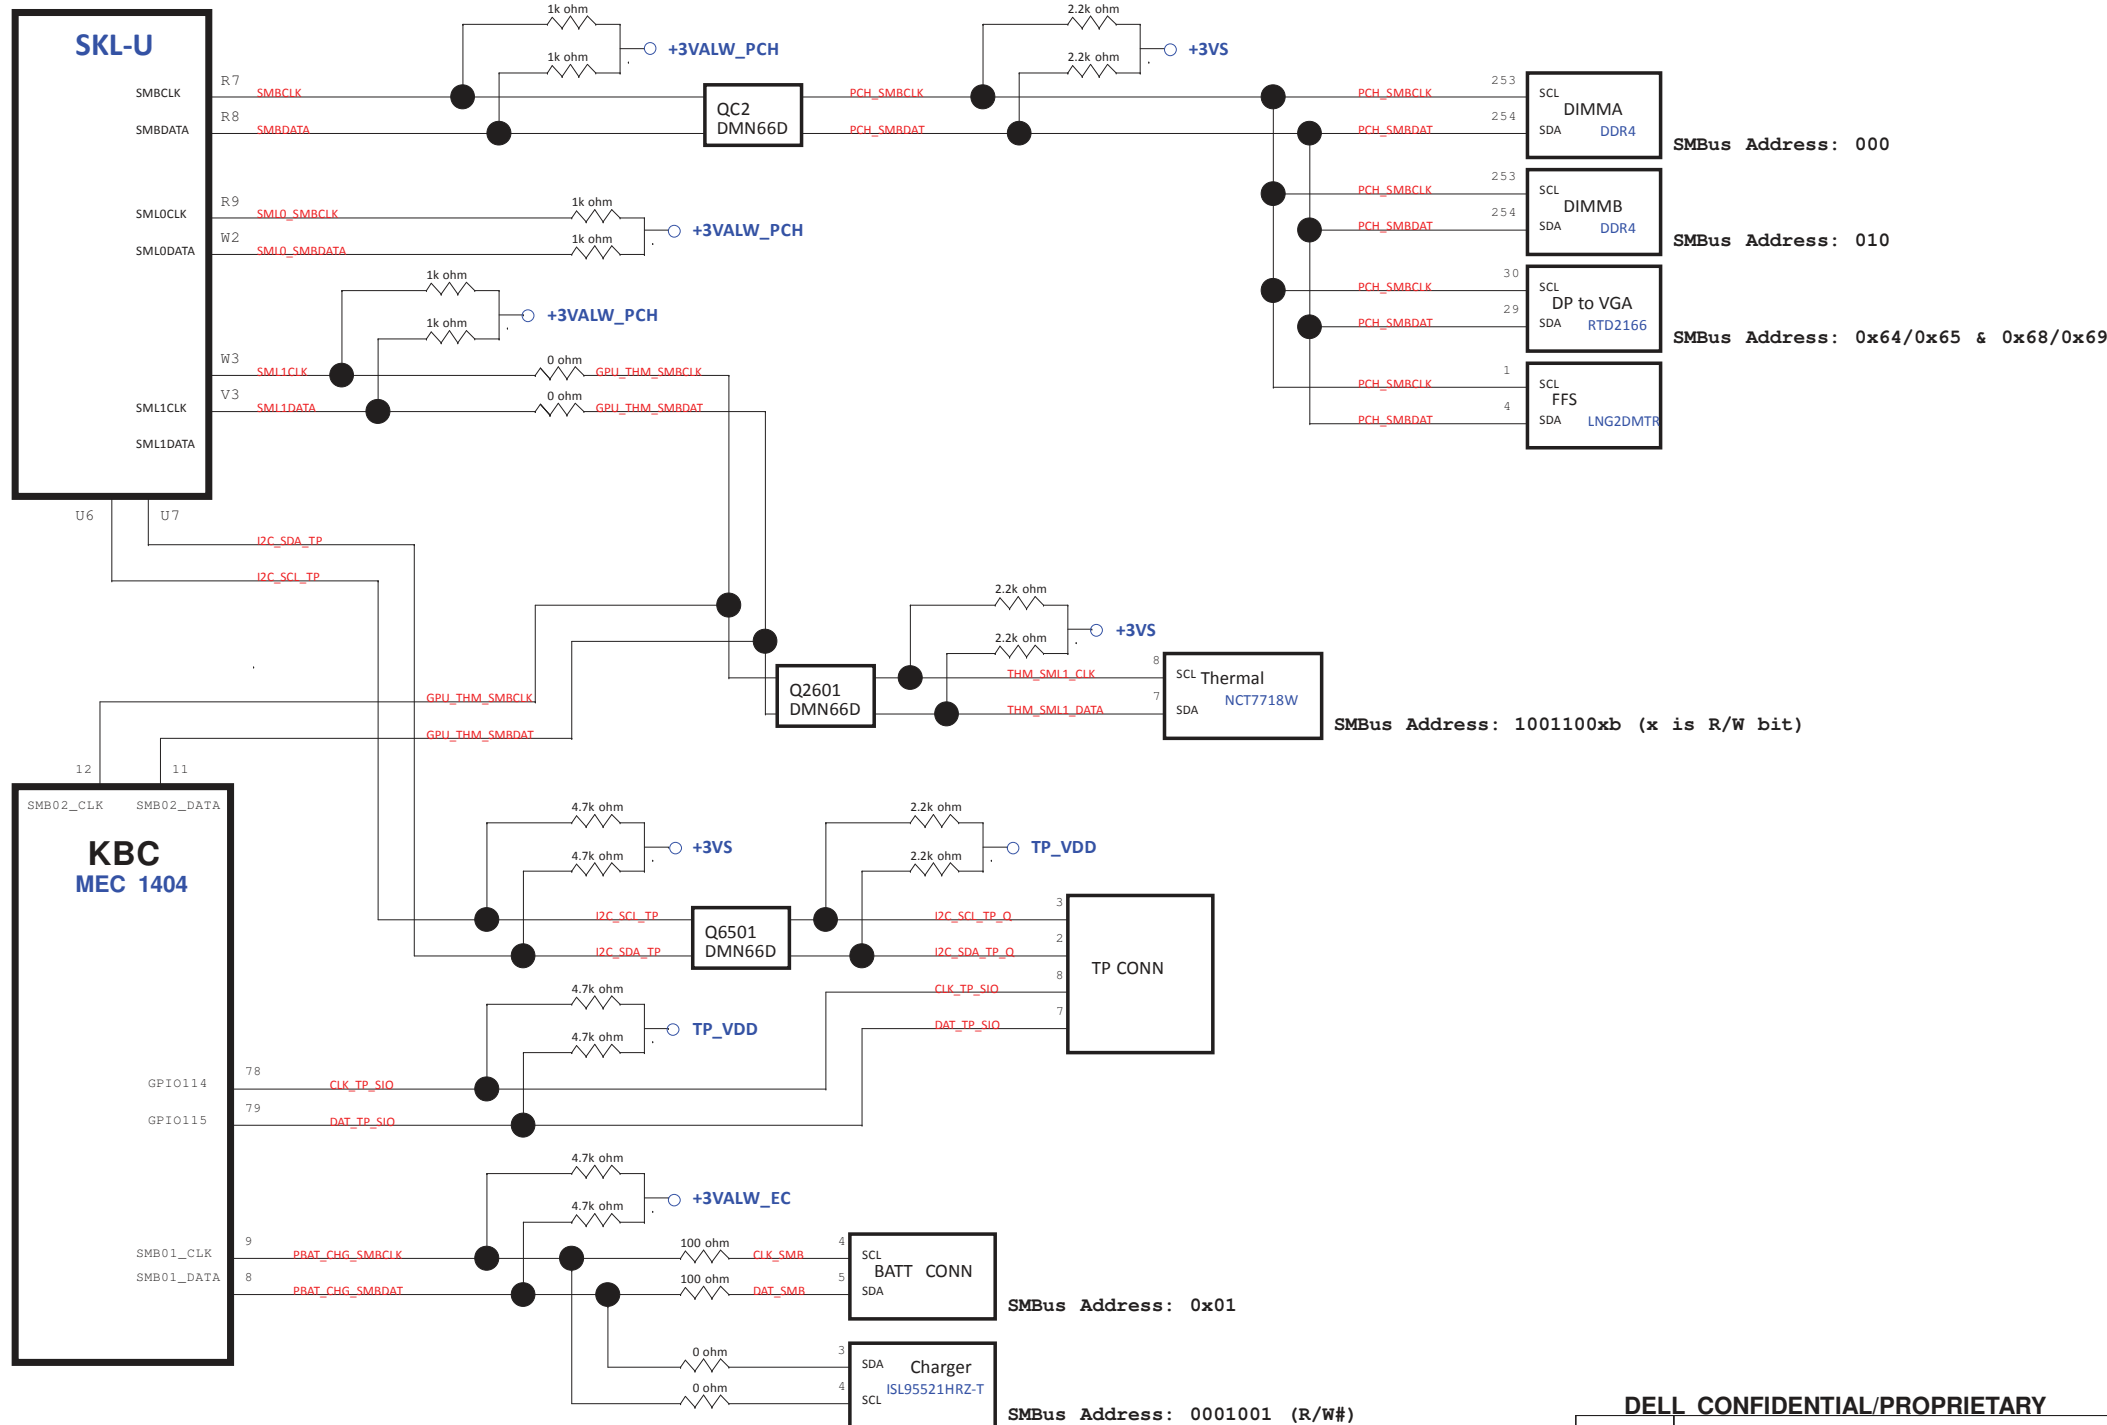 SKL-U
SMBCLK
SMBDATA
SML0CLK
SML0DATA
SML1CLK
SML1DATA
R7
R8
R9
W2
W3
V3
U6
U7
SMBCLK
SMBDATA
1k ohm
1k ohm
+3VALW_PCH
QC2
DMN66D
PCH_SMBCLK
PCH_SMBDAT
2.2k ohm
2.2k ohm
+3VS
PCH_SMBCLK
PCH_SMBDAT
253
254
SCL
DIMMA
SDA DDR4
SMBus Address: 000
PCH_SMBCLK
PCH_SMBDAT
253
254
SCL
DIMMB
SDA DDR4
SMBus Address: 010
PCH_SMBCLK
PCH_SMBDAT
30
29
SCL
DP to VGA
SDA RTD2166
SMBus Address: 0x64/0x65 & 0x68/0x69
PCH_SMBCLK
PCH_SMBDAT
1
4
SCL
FFS
SDA LNG2DMTR
SML0_SMBCLK
SML0_SMBDATA
1k ohm
1k ohm
+3VALW_PCH
1k ohm
1k ohm
+3VALW_PCH
SML1CLK
SML1DATA
0 ohm
0 ohm
GPU_THM_SMBCLK
GPU_THM_SMBDAT
I2C_SDA_TP
I2C_SCL_TP
GPU_THM_SMBCLK
GPU_THM_SMBDAT
Q2601
DMN66D
2.2k ohm
2.2k ohm
+3VS
THM_SML1_CLK
THM_SML1_DATA
8
7
SCL Thermal
NCT7718W
SDA
SMBus Address: 1001100xb (x is R/W bit)
12
11
SMB02_CLK SMB02_DATA
KBC
MEC 1404
GPIO114
GPIO115
SMB01_CLK
SMB01_DATA
78
79
9
8
4.7k ohm
4.7k ohm
+3VS
I2C_SCL_TP
I2C_SDA_TP
Q6501
DMN66D
2.2k ohm
2.2k ohm
TP_VDD
I2C_SCL_TP_Q
I2C_SDA_TP_Q
CLK_TP_SIO
DAT_TP_SIO
3
2
8
7
TP CONN
4.7k ohm
4.7k ohm
TP_VDD
CLK_TP_SIO
DAT_TP_SIO
4.7k ohm
4.7k ohm
+3VALW_EC
PBAT_CHG_SMBCLK
PBAT_CHG_SMBDAT
100 ohm
100 ohm
CLK_SMB
DAT_SMB
4
5
SCL
BATT CONN
SDA
SMBus Address: 0x01
0 ohm
0 ohm
3
4
SDA Charger
ISL95521HRZ-T
SCL
SMBus Address: 0001001 (R/W#)
DELL CONFIDENTIAL/PROPRIETARY